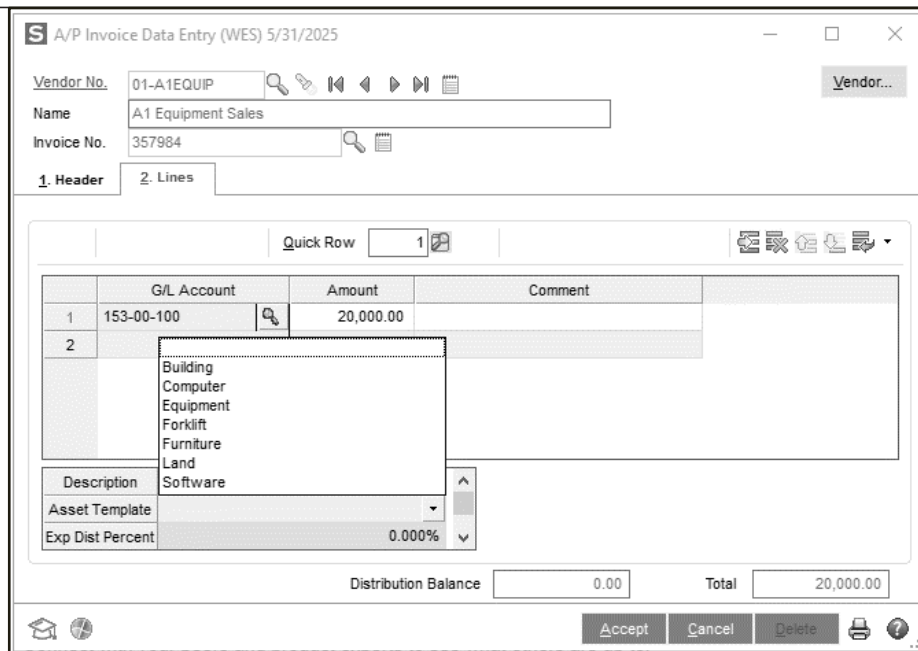 S A/P Invoice Data Entry (WES) 5/31/2025
Vendor No. 01-A1EQUIP Vendor...
Name A1 Equipment Sales
Invoice No. 357984
1. Header 2. Lines
Quick Row 1
G/L Account Amount Comment
1 153-00-100 20,000.00
2
Building
Computer
Equipment
Forklift
Furniture
Land
Software
Description
Asset Template
Exp Dist Percent 0.000%
Distribution Balance 0.00 Total 20,000.00
Accept Cancel Delete